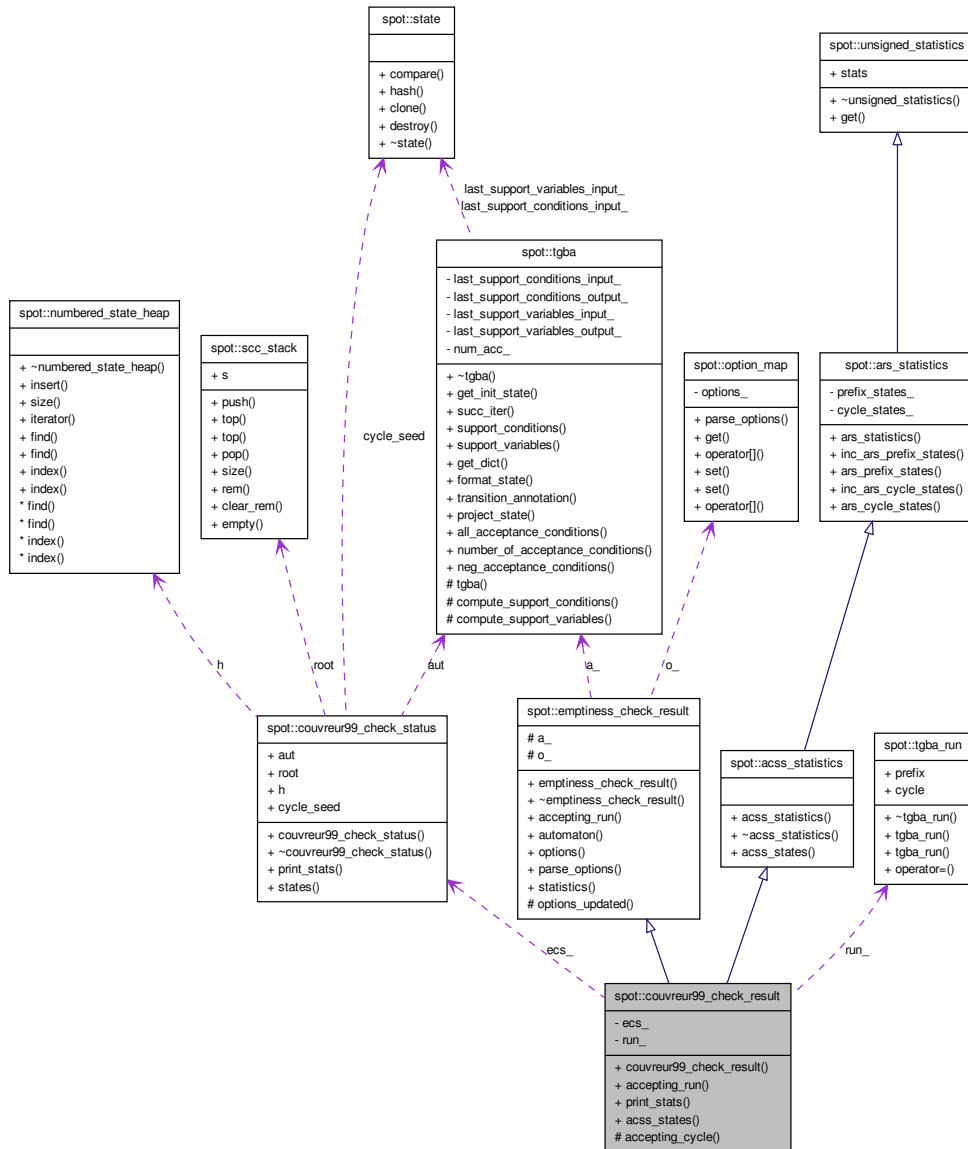 spot::state
+ compare()
+ hash()
+ clone()
+ destroy()
+ ~state()
spot::unsigned_statistics
+ stats
+ ~unsigned_statistics()
+ get()
last_support_variables_input_
last_support_conditions_input_
spot::tgba
- last_support_conditions_input_
- last_support_conditions_output_
- last_support_variables_input_
- last_support_variables_output_
- num_acc_
+ ~tgba()
+ get_init_state()
+ succ_iter()
+ support_conditions()
+ support_variables()
+ get_dict()
+ format_state()
+ transition_annotation()
+ project_state()
+ all_acceptance_conditions()
+ number_of_acceptance_conditions()
+ neg_acceptance_conditions()
# tgba()
# compute_support_conditions()
# compute_support_variables()
spot::numbered_state_heap
+ ~numbered_state_heap()
+ insert()
+ size()
+ iterator()
+ find()
+ find()
+ index()
+ index()
* find()
* find()
* index()
* index()
spot::scc_stack
+ s
+ push()
+ top()
+ top()
+ pop()
+ size()
+ rem()
+ clear_rem()
+ empty()
cycle_seed
spot::option_map
- options_
+ parse_options()
+ get()
+ operator[]()
+ set()
+ set()
+ operator[]()
spot::ars_statistics
- prefix_states_
- cycle_states_
+ ars_statistics()
+ inc_ars_prefix_states()
+ ars_prefix_states()
+ inc_ars_cycle_states()
+ ars_cycle_states()
h
root
aut
a_
o_
spot::couvreur99_check_status
+ aut
+ root
+ h
+ cycle_seed
+ couvreur99_check_status()
+ ~couvreur99_check_status()
+ print_stats()
+ states()
spot::emptiness_check_result
# a_
# o_
+ emptiness_check_result()
+ ~emptiness_check_result()
+ accepting_run()
+ automaton()
+ options()
+ parse_options()
+ statistics()
# options_updated()
spot::acss_statistics
+ acss_statistics()
+ ~acss_statistics()
+ acss_states()
spot::tgba_run
+ prefix
+ cycle
+ ~tgba_run()
+ tgba_run()
+ tgba_run()
+ operator=()
ecs_
run_
spot::couvreur99_check_result
- ecs_
- run_
+ couvreur99_check_result()
+ accepting_run()
+ print_stats()
+ acss_states()
# accepting_cycle()